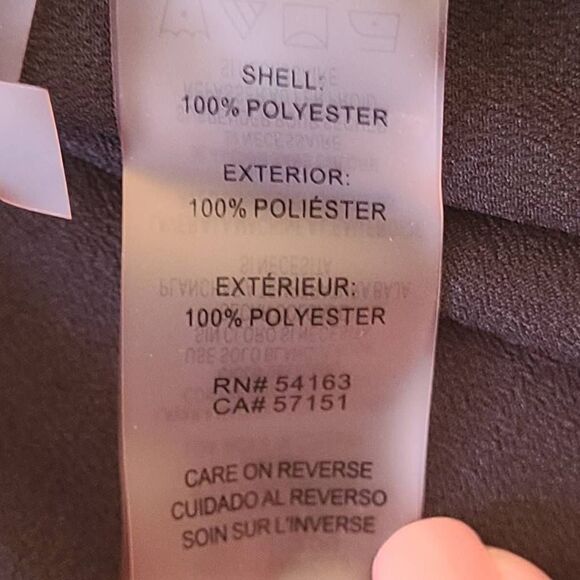 SHELL:
100% POLYESTER
EXTERIOR:
100% POLIÉSTER
EXTÉRIEUR:
100% POLYESTER
RN# 54163
CA# 57151
CARE ON REVERSE
CUIDADO AL REVERSO
SOIN SUR L'INVERSE